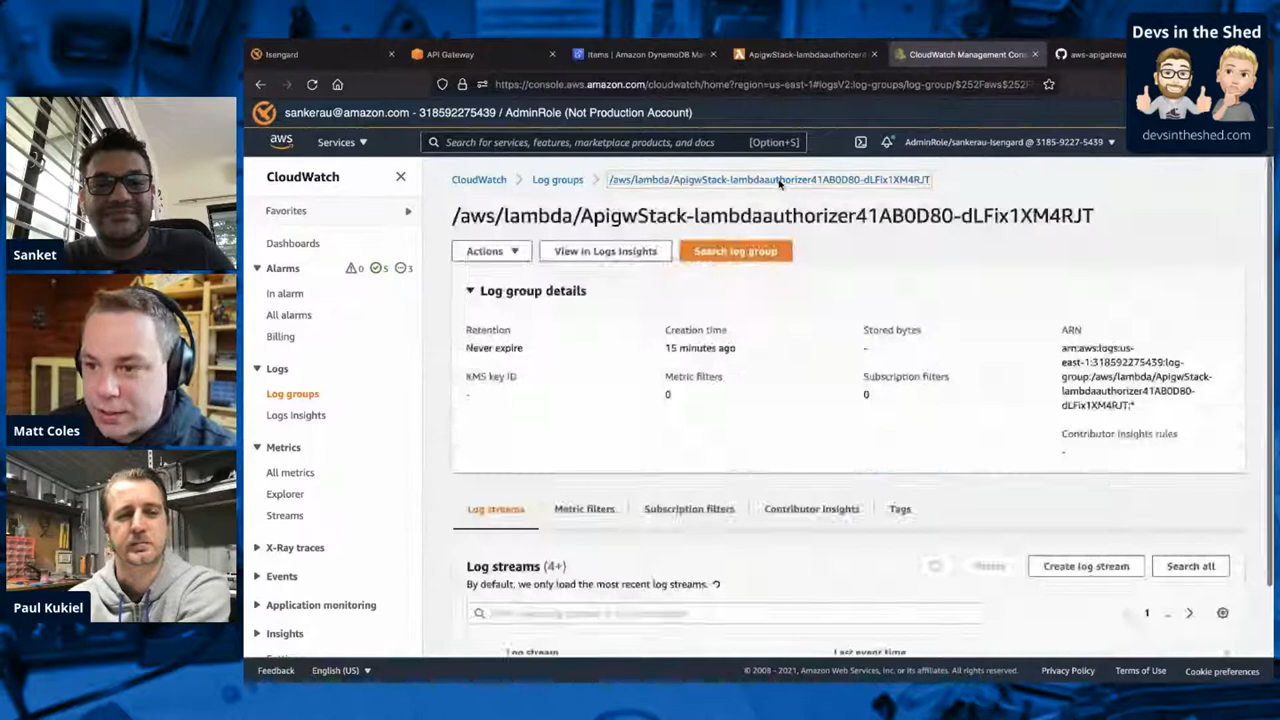 Devs in the Shed
devsintheshed.com
Sanket
Matt Coles
Paul Kukiel
Isengard
API Gateway
Items | Amazon DynamoDB Ma
ApigwStack-lambdaauthorizer
CloudWatch Management Con
aws-apigatewa
https://console.aws.amazon.com/cloudwatch/home?region=us-east-1#logsV2:log-groups/log-group/$252Faws$252F
sankerau@amazon.com - 318592275439 / AdminRole (Not Production Account)
aws
Services
Search for services, features, marketplace products, and docs
[Option+S]
AdminRole/sankerau-Isengard @ 3185-9227-5439
CloudWatch
Favorites
Dashboards
Alarms
0
5
3
In alarm
All alarms
Billing
Logs
Log groups
Logs Insights
Metrics
All metrics
Explorer
Streams
X-Ray traces
Events
Application monitoring
Insights
CloudWatch
Log groups
/aws/lambda/ApigwStack-lambdaauthorizer41AB0D80-dLFix1XM4RJT
/aws/lambda/ApigwStack-lambdaauthorizer41AB0D80-dLFix1XM4RJT
Actions
View in Logs Insights
Search log group
Log group details
Retention
Never expire
KMS key ID
-
Creation time
15 minutes ago
Metric filters
0
Stored bytes
-
Subscription filters
0
ARN
arn:aws:logs:us-
east-1:318592275439:log-
group:/aws/lambda/ApigwStack-
lambdaauthorizer41AB0D80-
dLFix1XM4RJT:*
Contributor Insights rules
-
Log streams
Metric filters
Subscription filters
Contributor Insights
Tags
Log streams (4+)
By default, we only load the most recent log streams.
Delete
Create log stream
Search all
1
Log stream
Last event time
Feedback
English (US)
© 2008 - 2021, Amazon Web Services, Inc. or its affiliates. All rights reserved.
Privacy Policy
Terms of Use
Cookie preferences